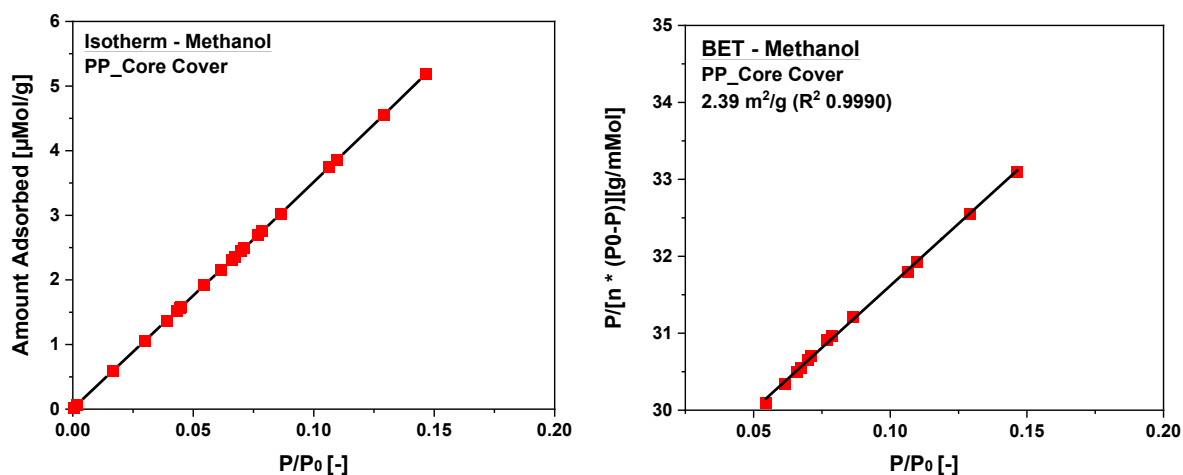 Isotherm - Methanol
PP_Core Cover
Amount Adsorbed [µMol/g]
6
5
4
3
2
1
0
0.00 0.05 0.10 0.15 0.20
P/P₀ [-]
BET - Methanol
PP_Core Cover
2.39 m²/g (R² 0.9990)
P/[n * (P0-P)][g/mMol]
35
34
33
32
31
30
0.05 0.10 0.15 0.20
P/P₀ [-]